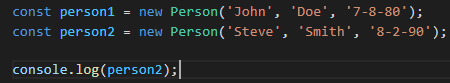 const person1 = new Person('John', 'Doe', '7-8-80');
const person2 = new Person('Steve', 'Smith', '8-2-90');
console.log(person2);